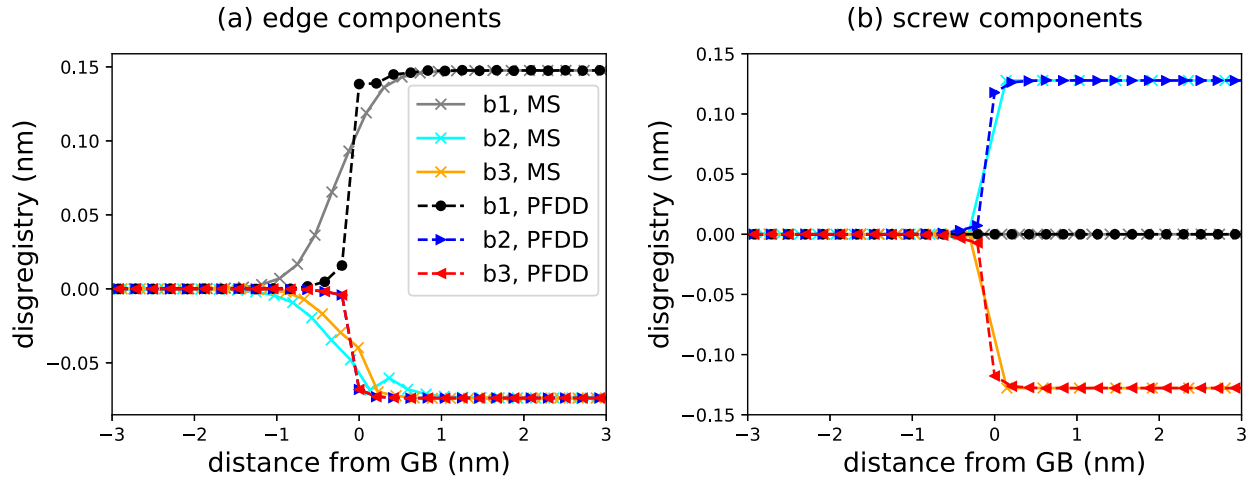 (a) edge components
0.15
0.10
0.05
0.00
−0.05
−3
−2
−1
0
1
2
3
disgregistry (nm)
distance from GB (nm)
b1, MS
b2, MS
b3, MS
b1, PFDD
b2, PFDD
b3, PFDD
(b) screw components
0.15
0.10
0.05
0.00
−0.05
−0.10
−0.15
−3
−2
−1
0
1
2
3
disregistry (nm)
distance from GB (nm)